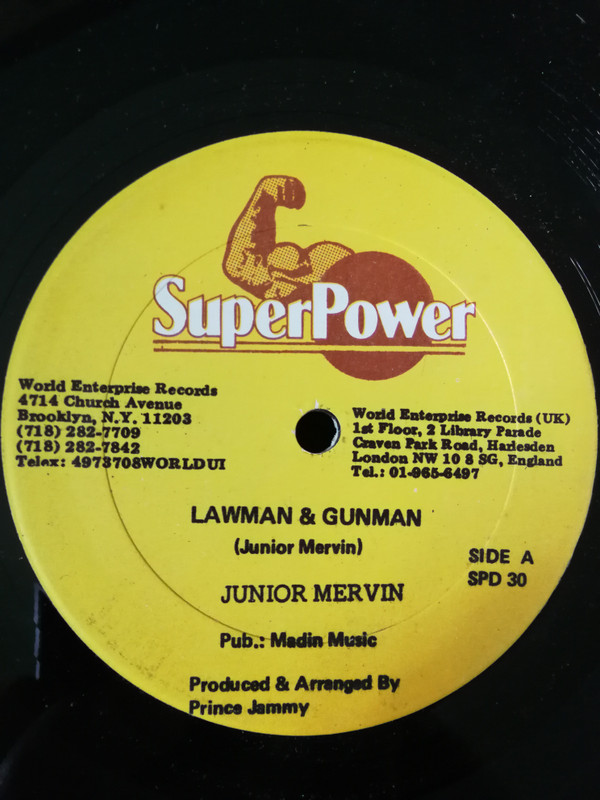 SuperPower
World Enterprise Records
4714 Church Avenue
Brooklyn, N.Y. 11203
(718) 282-7709
(718) 282-7842
Telex: 4973708WORLDUI
World Enterprise Records (UK)
1st Floor, 2 Library Parade
Craven Park Road, Harlesden
London NW 10 8 SG, England
Tel.: 01-965-6497
LAWMAN & GUNMAN
(Junior Mervin)
SIDE A
SPD 30
JUNIOR MERVIN
Pub.: Madin Music
Produced & Arranged By
Prince Jammy